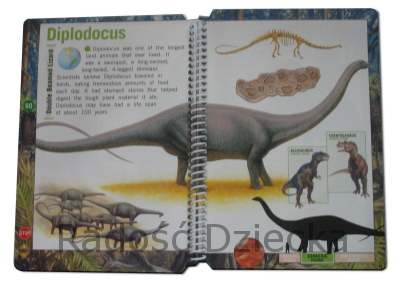 Diplodocus
Double Beamed Lizard
Diplodocus was one of the longest
land animals that ever lived. It
was a sauropod, a long-necked,
long-tailed, 4-legged dinosaur.
Scientists believe Diplodocus traveled in
herds, eating tremendous amounts of food
each day. It had stomach stones that helped
digest the tough plant material it ate.
Diplodocus may have had a life span
of about 100 years.
60
ALLOSAURUS
CERATOSAURUS
STOP
JURASSIC
Radość Dziecka